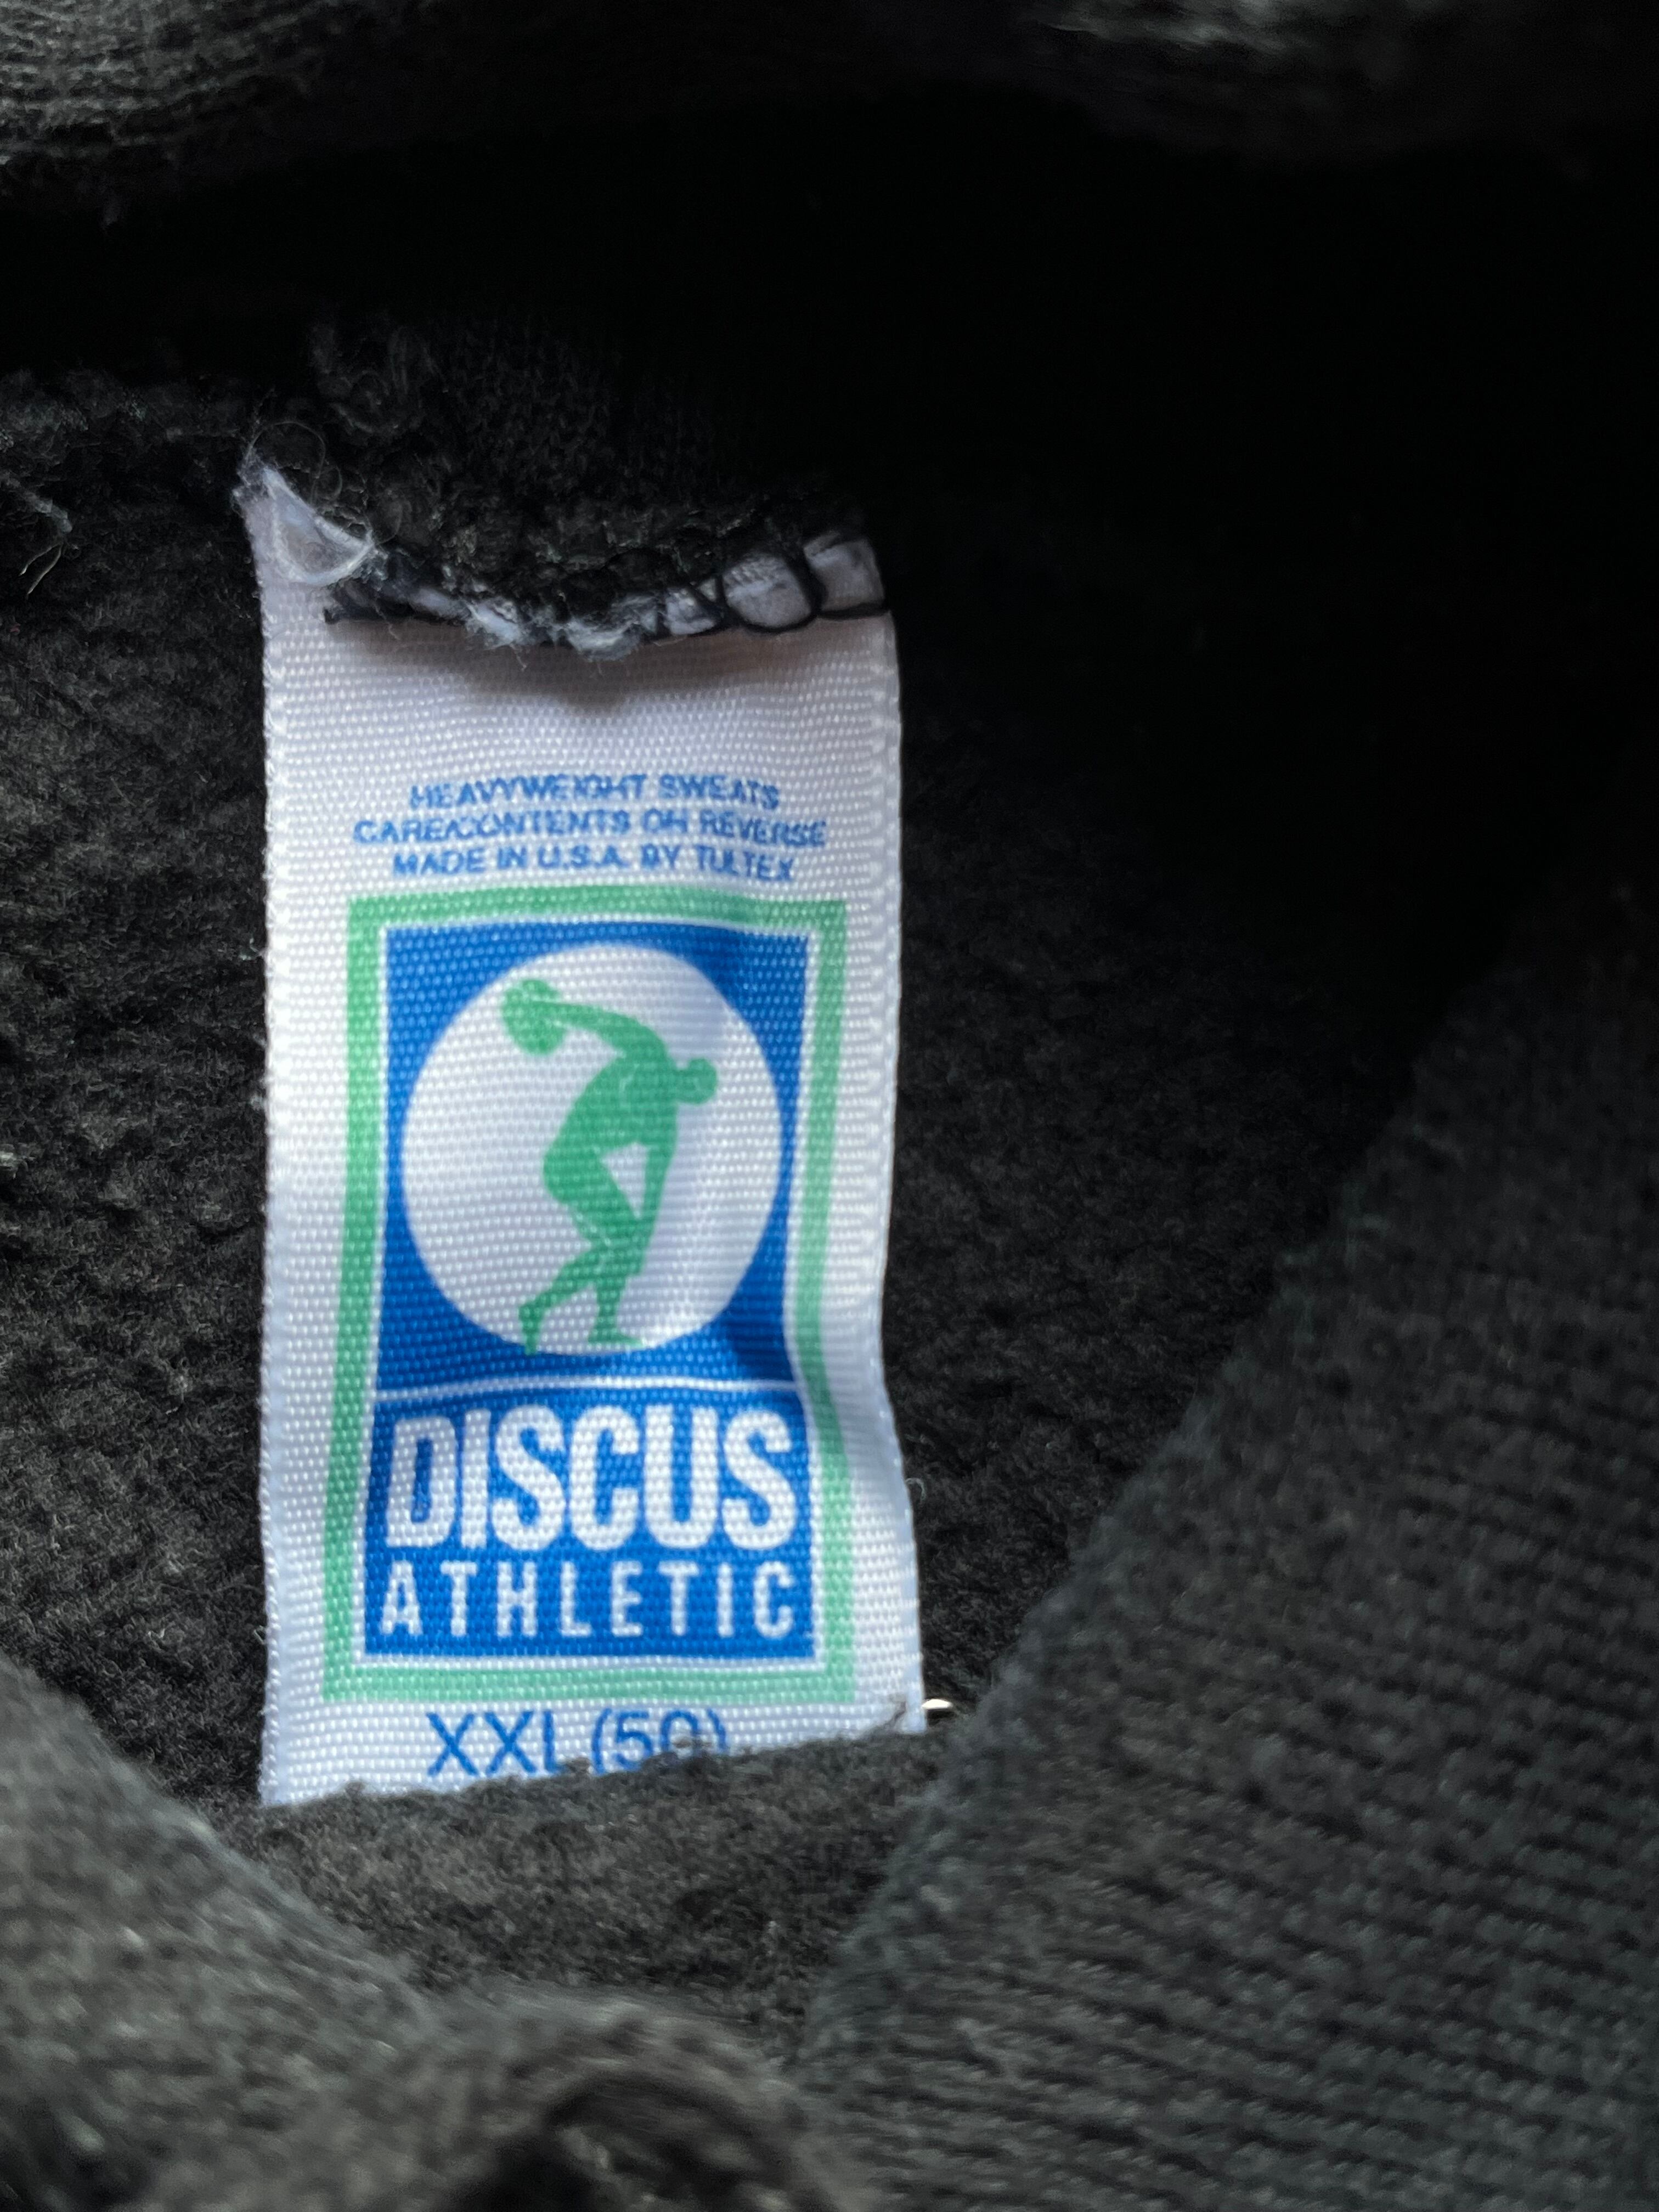 HEAVYWEIGHT SWEATS
CARE/CONTENTS ON REVERSE
MADE IN U.S.A. BY TULTEX
DISCUS
ATHLETIC
XXL (50)